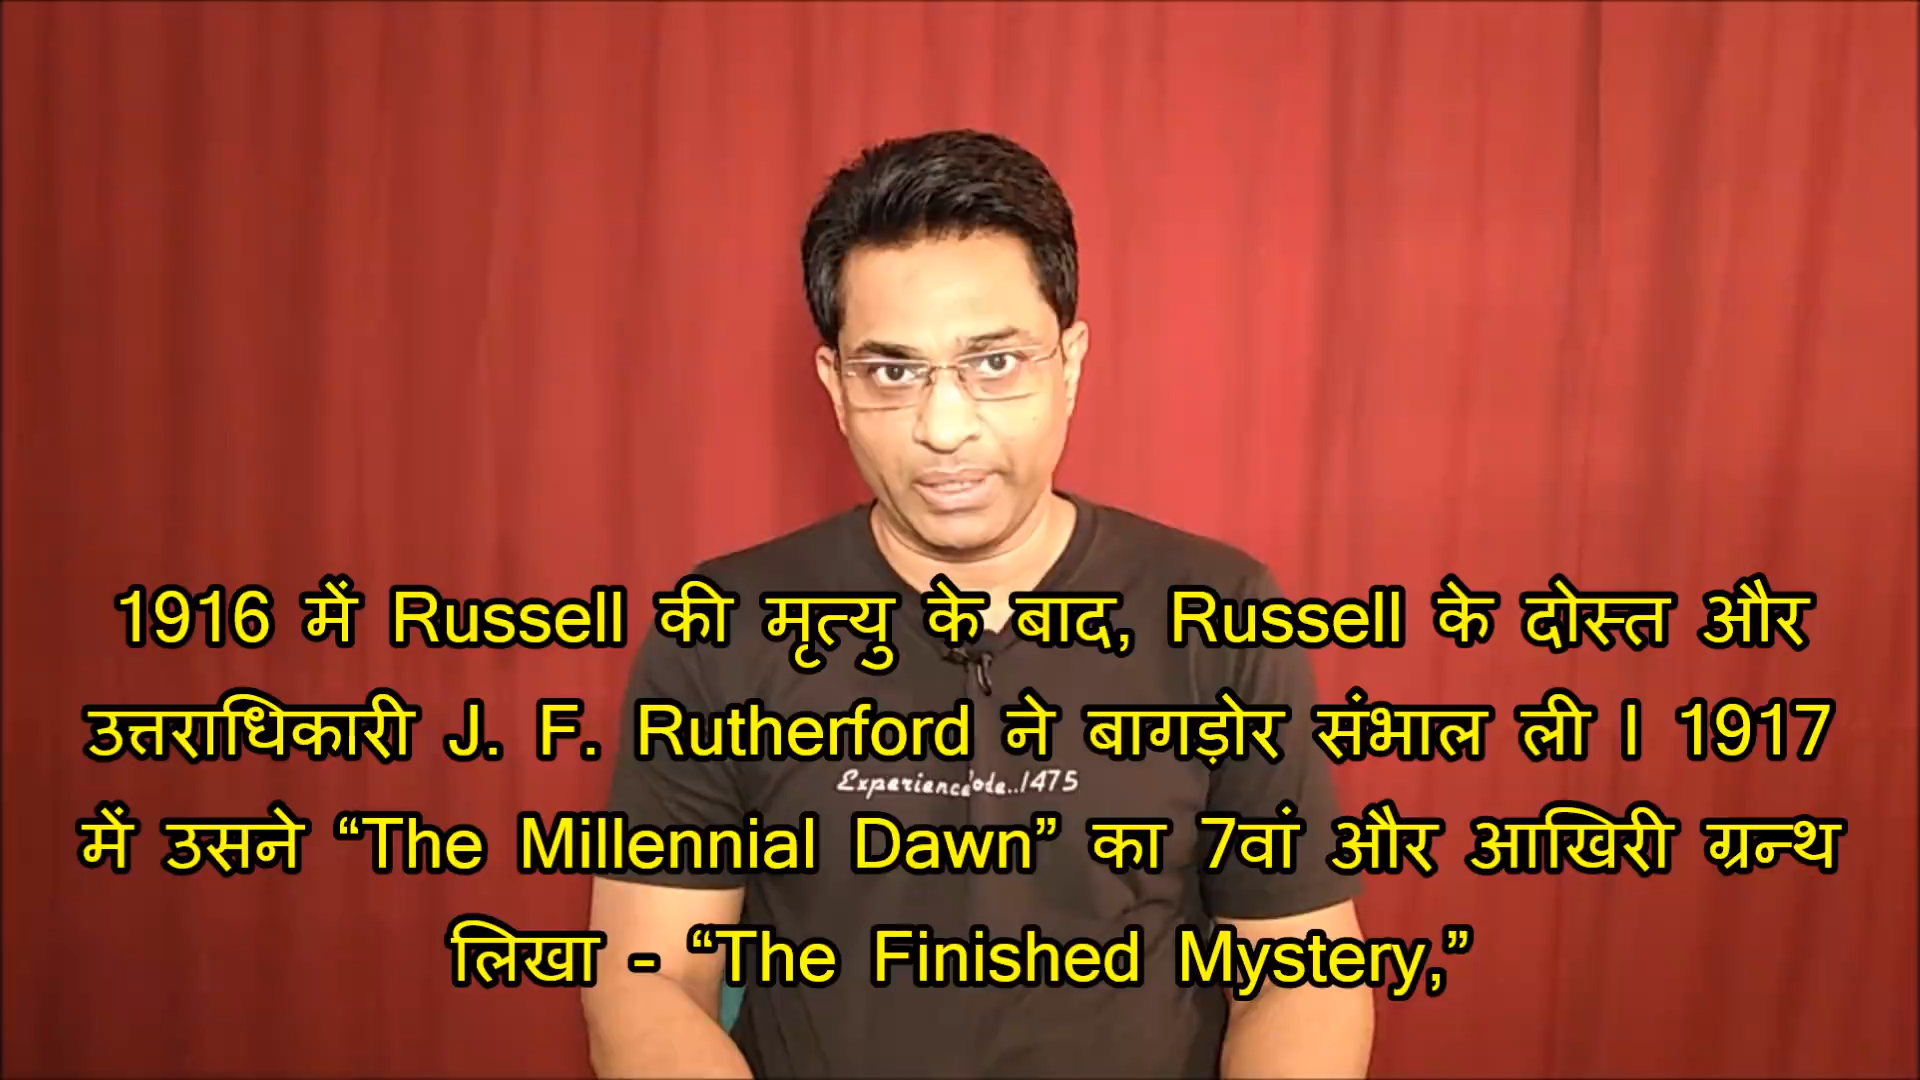 1916 में Russell की मृत्यु के बाद, Russell के दोस्त और
उत्तराधिकारी J. F. Rutherford ने बागड़ोर संभाल ली । 1917
में उसने “The Millennial Dawn” का 7वां और आखिरी ग्रन्थ
लिखा - “The Finished Mystery,”
1475